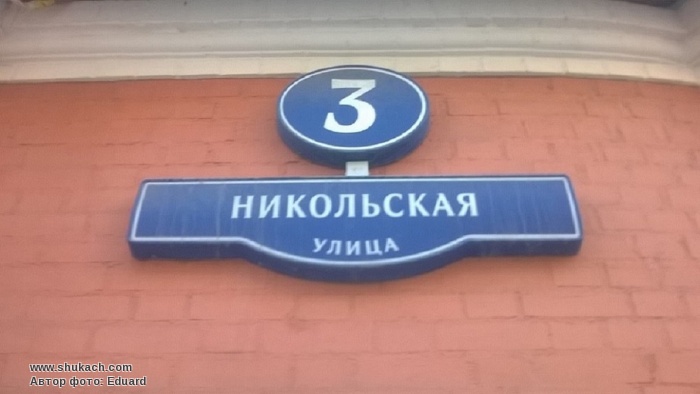 3
НИКОЛЬСКАЯ
УЛИЦА
www.shukach.com
Автор фото: Eduard